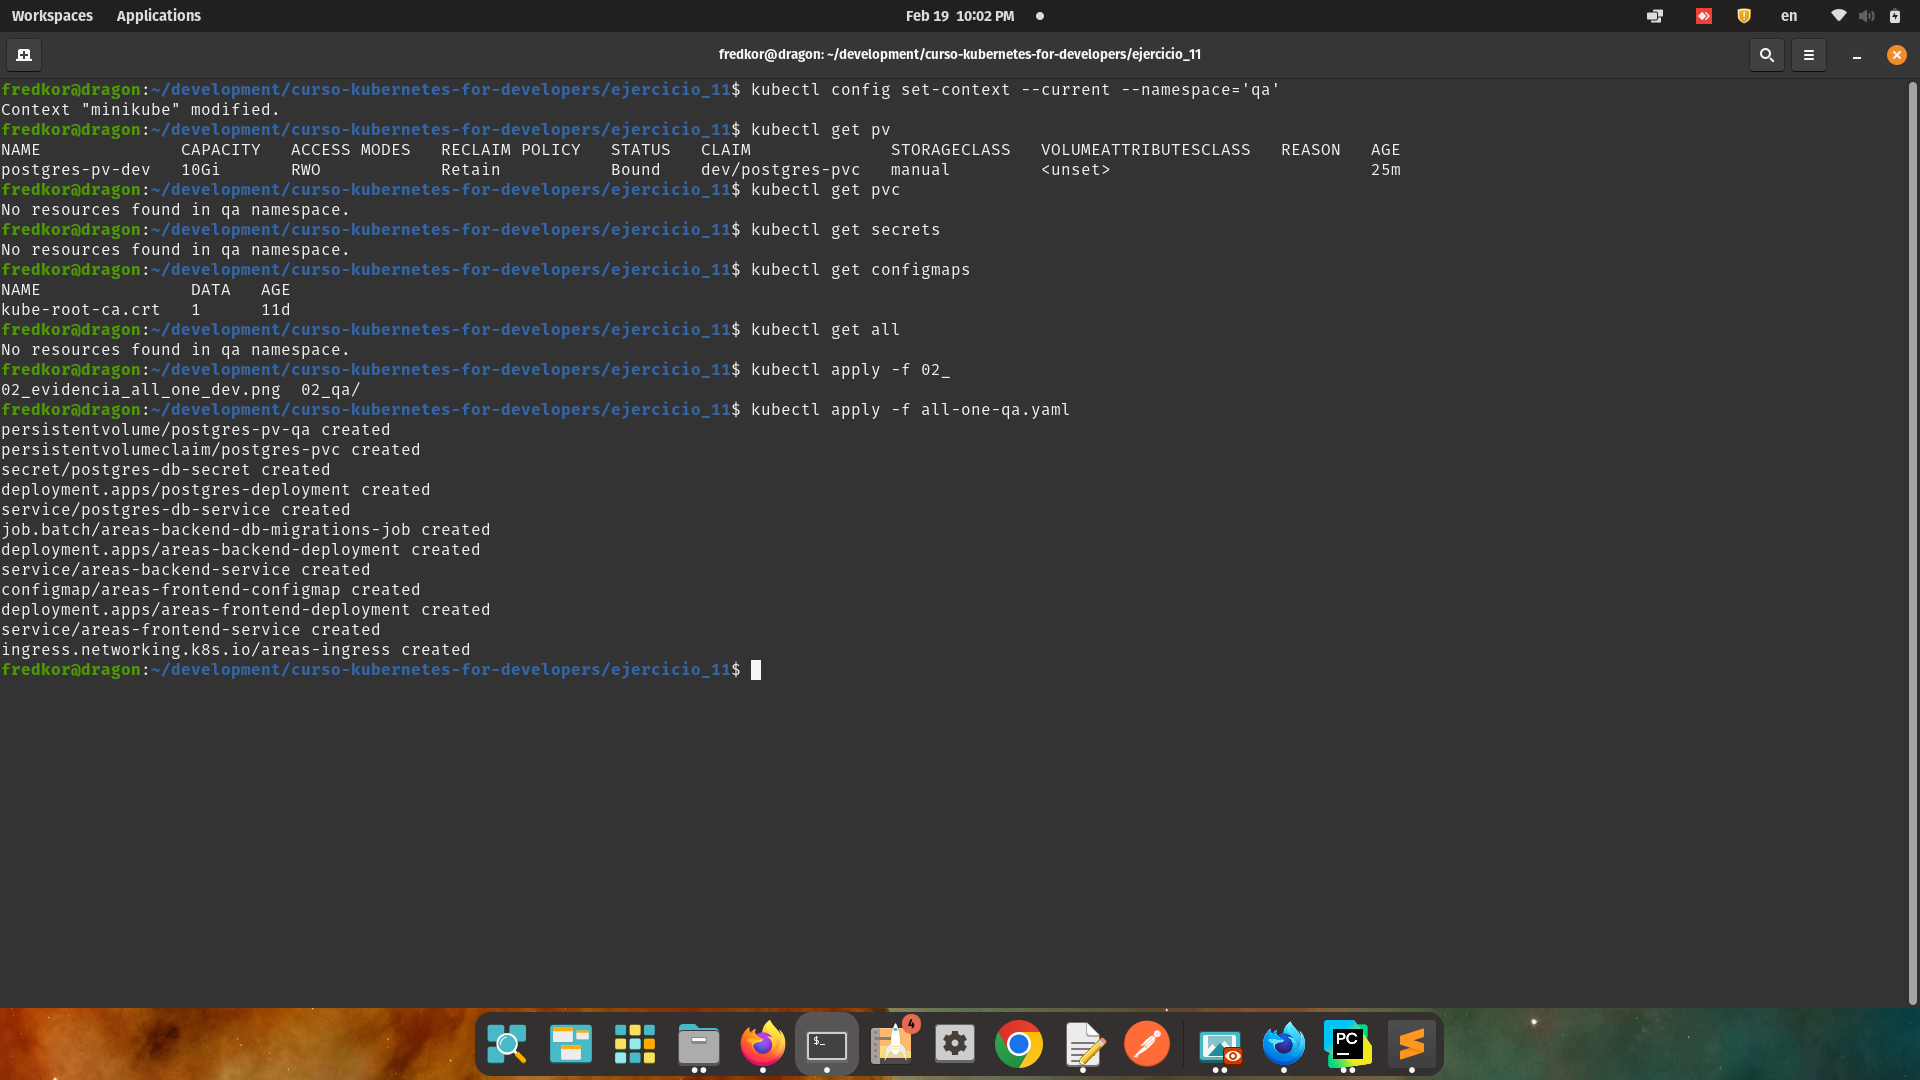 Workspaces Applications Feb 19 10:02 PM en
fredkor@dragon: ~/development/curso-kubernetes-for-developers/ejercicio_11
fredkor@dragon:~/development/curso-kubernetes-for-developers/ejercicio_11$ kubectl config set-context --current --namespace='qa'
Context "minikube" modified.
fredkor@dragon:~/development/curso-kubernetes-for-developers/ejercicio_11$ kubectl get pv
NAME CAPACITY ACCESS MODES RECLAIM POLICY STATUS CLAIM STORAGECLASS VOLUMEATTRIBUTESCLASS REASON AGE
postgres-pv-dev 10Gi RWO Retain Bound dev/postgres-pvc manual <unset> 25m
fredkor@dragon:~/development/curso-kubernetes-for-developers/ejercicio_11$ kubectl get pvc
No resources found in qa namespace.
fredkor@dragon:~/development/curso-kubernetes-for-developers/ejercicio_11$ kubectl get secrets
No resources found in qa namespace.
fredkor@dragon:~/development/curso-kubernetes-for-developers/ejercicio_11$ kubectl get configmaps
NAME DATA AGE
kube-root-ca.crt 1 11d
fredkor@dragon:~/development/curso-kubernetes-for-developers/ejercicio_11$ kubectl get all
No resources found in qa namespace.
fredkor@dragon:~/development/curso-kubernetes-for-developers/ejercicio_11$ kubectl apply -f 02_
02_evidencia_all_one_dev.png 02_qa/
fredkor@dragon:~/development/curso-kubernetes-for-developers/ejercicio_11$ kubectl apply -f all-one-qa.yaml
persistentvolume/postgres-pv-qa created
persistentvolumeclaim/postgres-pvc created
secret/postgres-db-secret created
deployment.apps/postgres-deployment created
service/postgres-db-service created
job.batch/areas-backend-db-migrations-job created
deployment.apps/areas-backend-deployment created
service/areas-backend-service created
configmap/areas-frontend-configmap created
deployment.apps/areas-frontend-deployment created
service/areas-frontend-service created
ingress.networking.k8s.io/areas-ingress created
fredkor@dragon:~/development/curso-kubernetes-for-developers/ejercicio_11$
$_ 4 PC